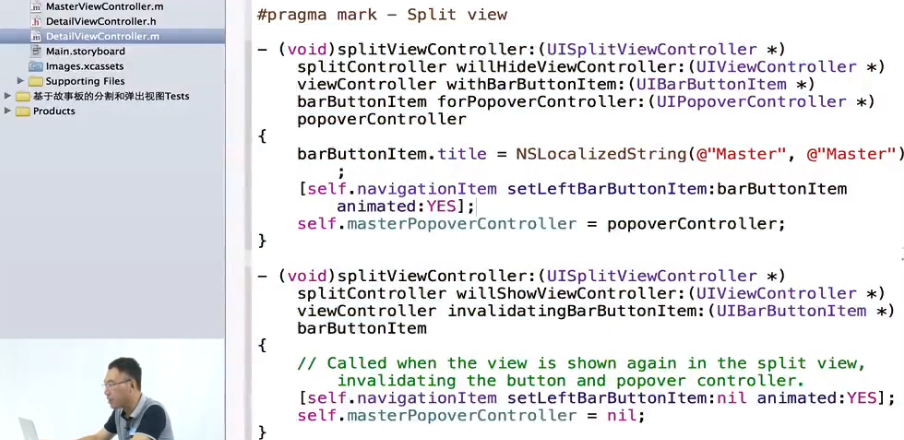 MasterViewController.m
DetailViewController.h
DetailViewController.m
Main.storyboard
Images.xcassets
Supporting Files
基于故事板的分割和弹出视图Tests
Products
#pragma mark - Split view
- (void)splitViewController:(UISplitViewController *)
splitController willHideViewController:(UIViewController *)
viewController withBarButtonItem:(UIBarButtonItem *)
barButtonItem forPopoverController:(UIPopoverController *)
popoverController
{
barButtonItem.title = NSLocalizedString(@"Master", @"Master")
;
[self.navigationItem setLeftBarButtonItem:barButtonItem
animated:YES];
self.masterPopoverController = popoverController;
}
- (void)splitViewController:(UISplitViewController *)
splitController willShowViewController:(UIViewController *)
viewController invalidatingBarButtonItem:(UIBarButtonItem *)
barButtonItem
{
// Called when the view is shown again in the split view,
invalidating the button and popover controller.
[self.navigationItem setLeftBarButtonItem:nil animated:YES];
self.masterPopoverController = nil;
}